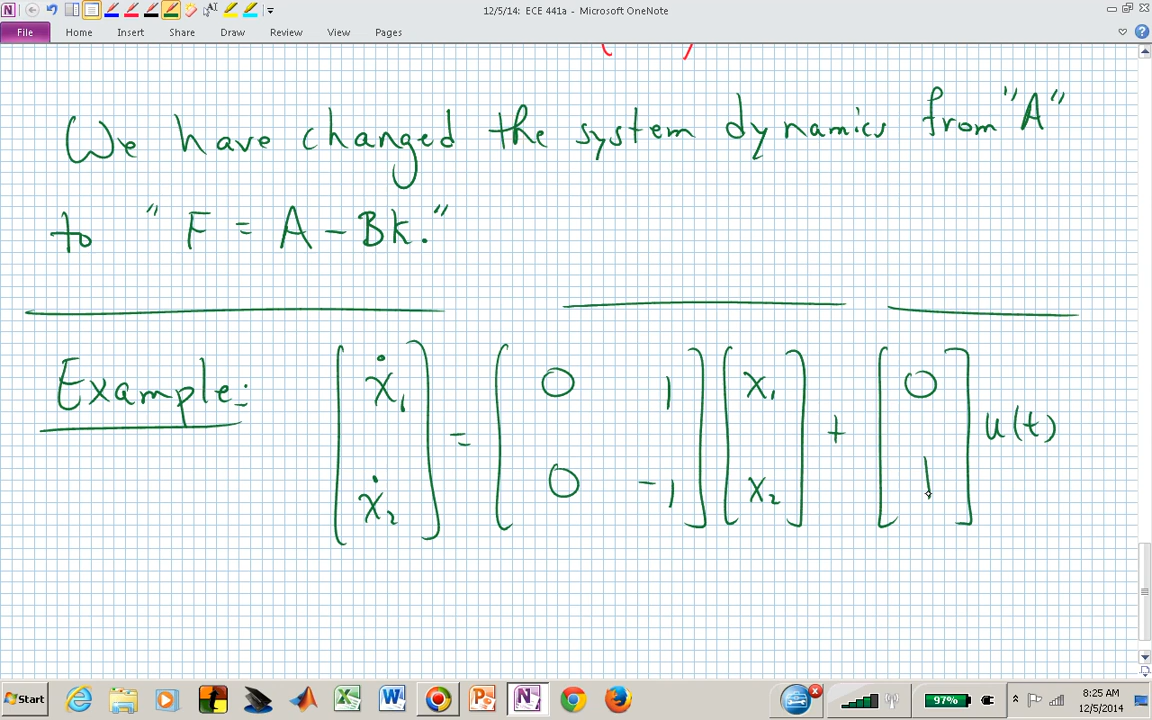 12/5/14: ECE 441a - Microsoft OneNote
File Home Insert Share Draw Review View Pages
We have changed the system dynamics from "A"
to "F = A - BK."
Example: [ẋ₁ ; ẋ₂] = [0 1 ; 0 -1] [x₁ ; x₂] + [0 ; 1] u(t)
Start
97%
8:25 AM
12/5/2014